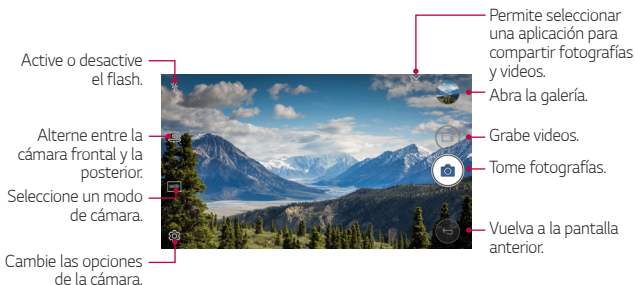 Active o desactive
el flash.
Alterne entre la
cámara frontal y la
posterior.
Seleccione un modo
de cámara.
Cambie las opciones
de la cámara.
Permite seleccionar
una aplicación para
compartir fotografías
y videos.
Abra la galería.
Grabe videos.
Tome fotografías.
Vuelva a la pantalla
anterior.